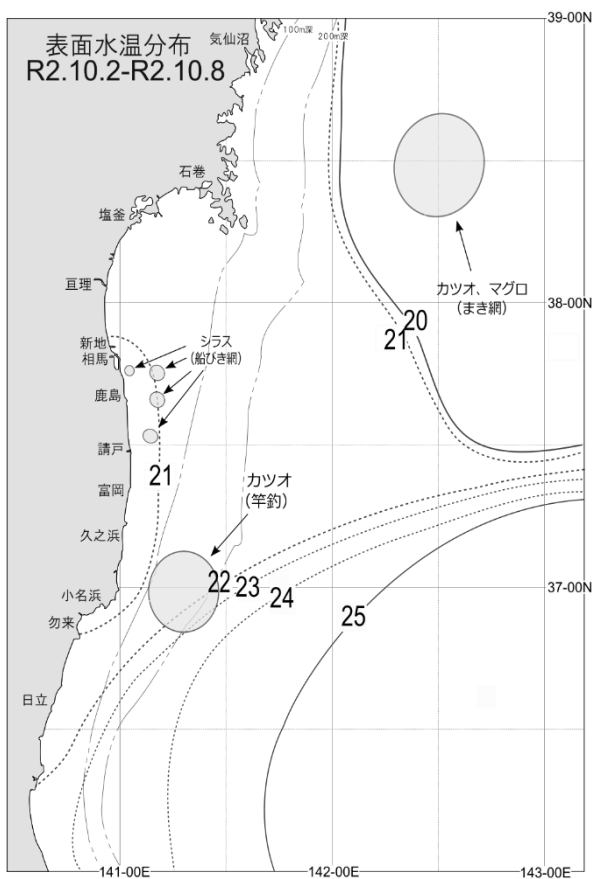 表面水温分布
R2.10.2-R2.10.8
気仙沼
100m深
200m深
39-00N
石巻
塩釜
亘理
カツオ、マグロ
(まき網)
38-00N
20
21
新地
相馬
シラス
(船びき網)
鹿島
請戸
21
富岡
カツオ
(竿釣)
久之浜
小名浜
22
23
24
37-00N
25
勿来
日立
141-00E
142-00E
143-00E